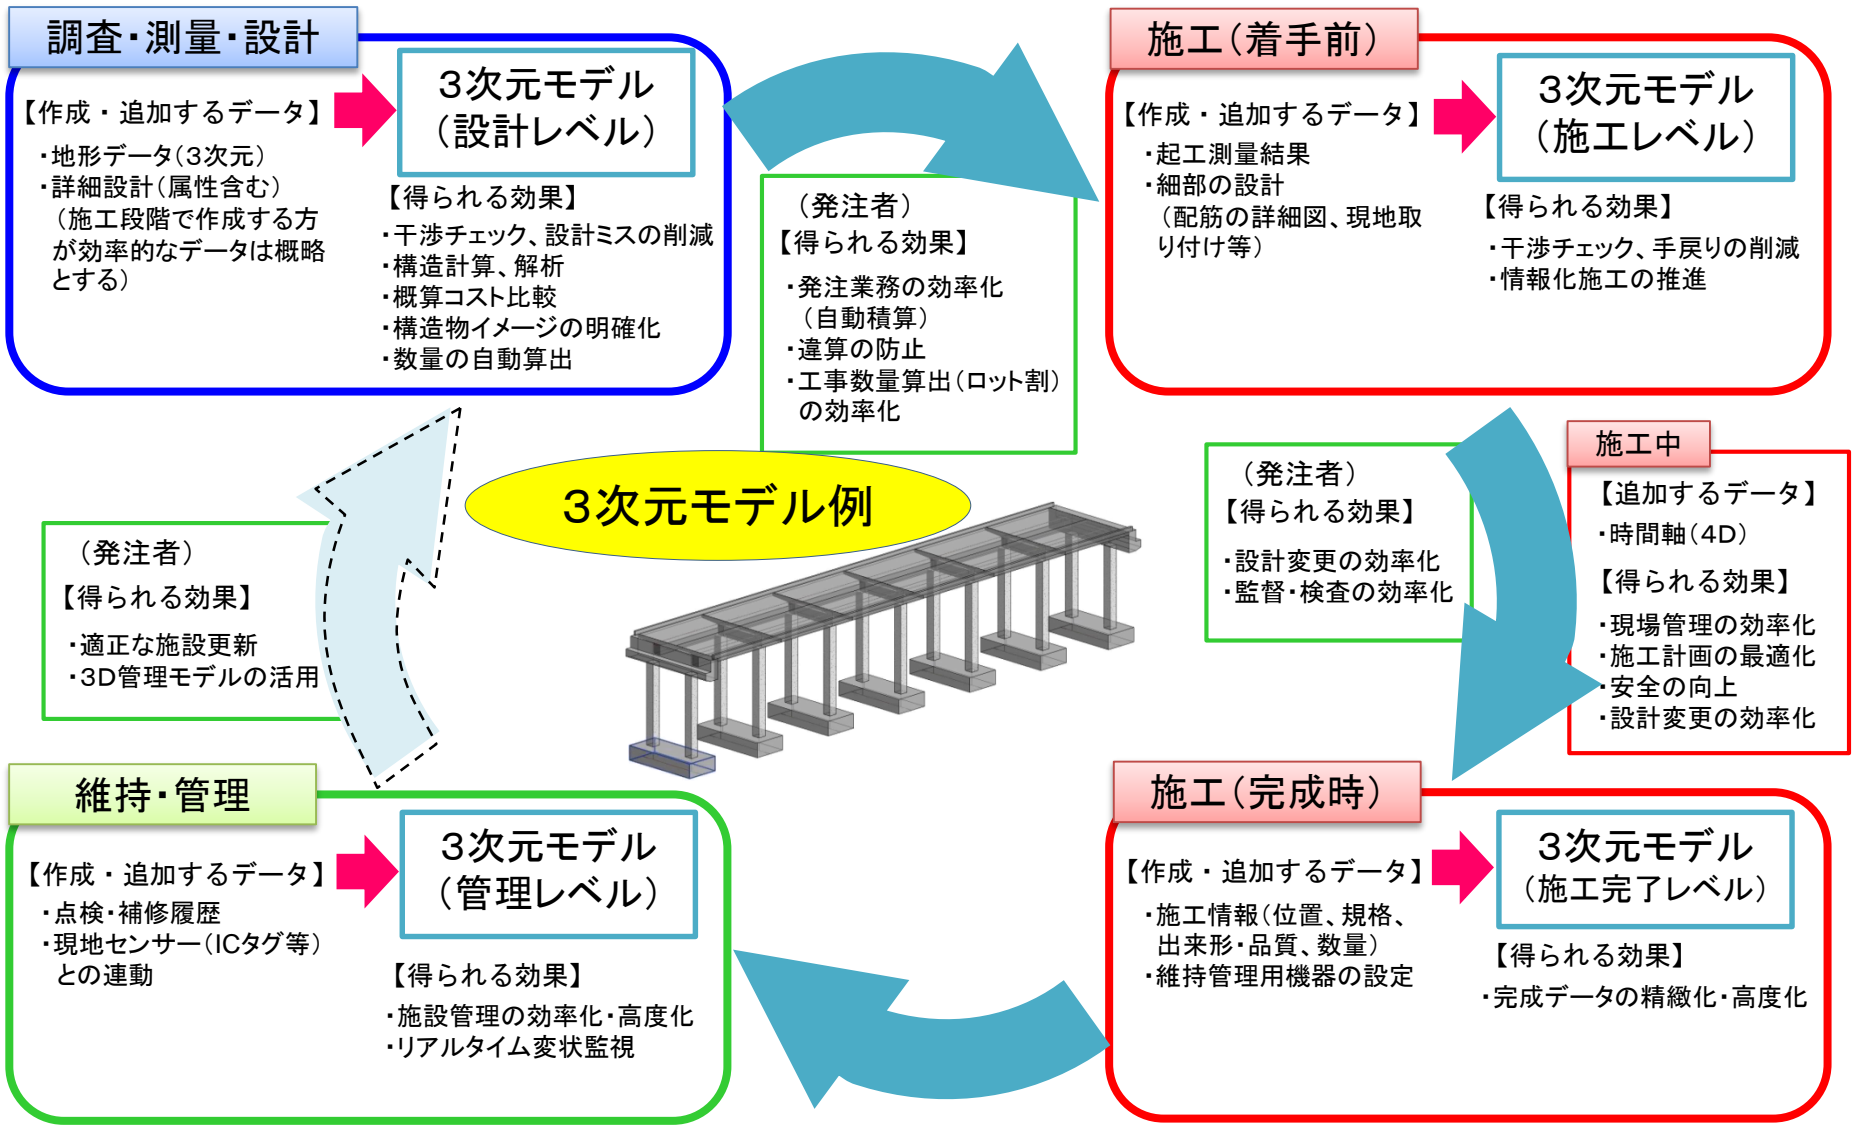 調査・測量・設計
【作成・追加するデータ】
・地形データ(3次元)
・詳細設計(属性含む)
(施工段階で作成する方
が効率的なデータは概略
とする)
3次元モデル
(設計レベル)
【得られる効果】
・干渉チェック、設計ミスの削減
・構造計算、解析
・概算コスト比較
・構造物イメージの明確化
・数量の自動算出
(発注者)
【得られる効果】
・発注業務の効率化
(自動積算)
・違算の防止
・工事数量算出(ロット割)
の効率化
施工(着手前)
【作成・追加するデータ】
・起工測量結果
・細部の設計
(配筋の詳細図、現地取
り付け等)
3次元モデル
(施工レベル)
【得られる効果】
・干渉チェック、手戻りの削減
・情報化施工の推進
(発注者)
【得られる効果】
・設計変更の効率化
・監督・検査の効率化
施工中
【追加するデータ】
・時間軸(4D)
【得られる効果】
・現場管理の効率化
・施工計画の最適化
・安全の向上
・設計変更の効率化
3次元モデル例
(発注者)
【得られる効果】
・適正な施設更新
・3D管理モデルの活用
維持・管理
【作成・追加するデータ】
・点検・補修履歴
・現地センサー(ICタグ等)
との連動
3次元モデル
(管理レベル)
【得られる効果】
・施設管理の効率化・高度化
・リアルタイム変状監視
施工(完成時)
【作成・追加するデータ】
・施工情報(位置、規格、
出来形・品質、数量)
・維持管理用機器の設定
3次元モデル
(施工完了レベル)
【得られる効果】
・完成データの精緻化・高度化